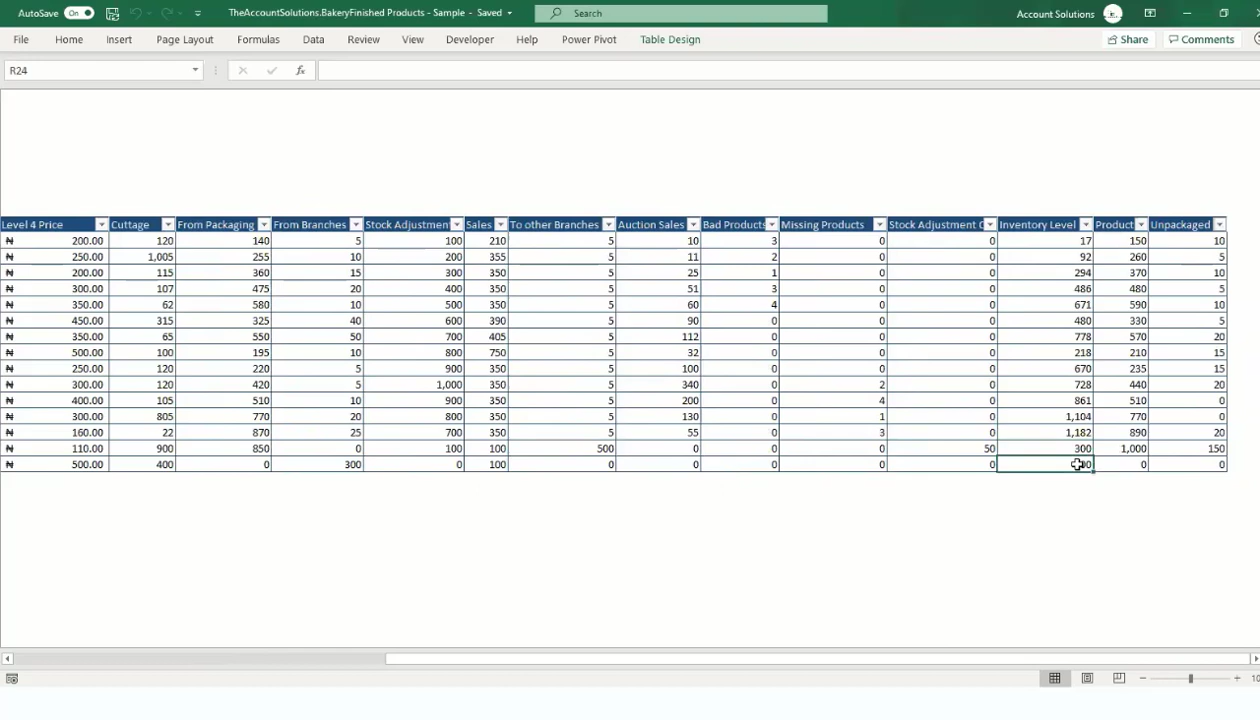 AutoSave On TheAccountSolutions.BakeryFinished Products - Sample - Saved Search Account Solutions
File Home Insert Page Layout Formulas Data Review View Developer Help Power Pivot Table Design Share Comments
R24 fx
Level 4 Price Cuttage From Packaging From Branches Stock Adjustmen Sales To other Branches Auction Sales Bad Products Missing Products Stock Adjustment Inventory Level Product Unpackaged
₦ 200.00 120 140 5 100 210 5 10 3 0 0 17 150 10
₦ 250.00 1,005 255 10 200 355 5 11 2 0 0 92 260 5
₦ 200.00 115 360 15 300 350 5 25 1 0 0 294 370 10
₦ 300.00 107 475 20 400 350 5 51 3 0 0 486 480 5
₦ 350.00 62 580 10 500 350 5 60 4 0 0 671 590 10
₦ 450.00 315 325 40 600 390 5 90 0 0 0 480 330 5
₦ 350.00 65 550 50 700 405 5 112 0 0 0 778 570 20
₦ 500.00 100 195 10 800 750 5 32 0 0 0 218 210 15
₦ 250.00 120 220 5 900 350 5 100 0 0 0 670 235 15
₦ 300.00 120 420 5 1,000 350 5 340 0 2 0 728 440 20
₦ 400.00 105 510 10 900 350 5 200 0 4 0 861 510 0
₦ 300.00 805 770 20 800 350 5 130 0 1 0 1,104 770 0
₦ 160.00 22 870 25 700 350 5 55 0 3 0 1,182 890 20
₦ 110.00 900 850 0 100 100 500 0 0 0 50 300 1,000 150
₦ 500.00 400 0 300 0 100 0 0 0 0 0 0 0
10